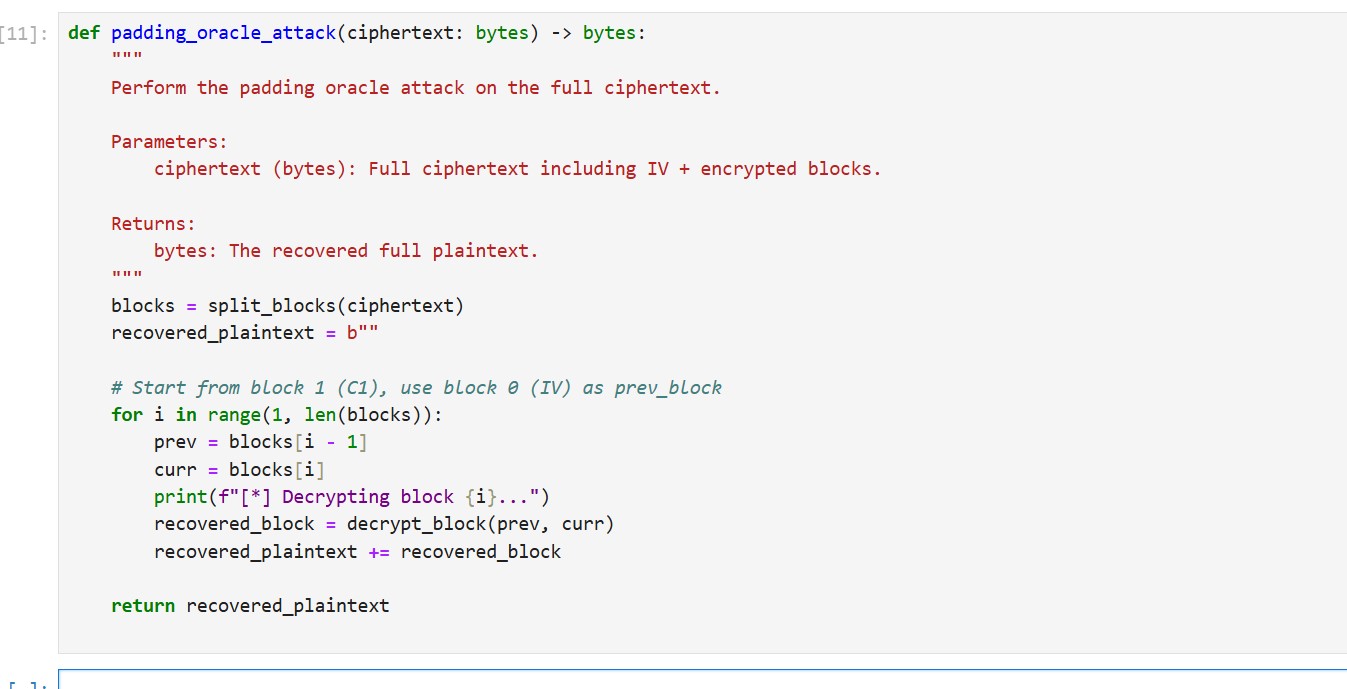 [11]: def padding_oracle_attack(ciphertext: bytes) -> bytes:
    """
    Perform the padding oracle attack on the full ciphertext.

    Parameters:
        ciphertext (bytes): Full ciphertext including IV + encrypted blocks.

    Returns:
        bytes: The recovered full plaintext.
    """
    blocks = split_blocks(ciphertext)
    recovered_plaintext = b""

    # Start from block 1 (C1), use block 0 (IV) as prev_block
    for i in range(1, len(blocks)):
        prev = blocks[i - 1]
        curr = blocks[i]
        print(f"[*] Decrypting block {i}...")
        recovered_block = decrypt_block(prev, curr)
        recovered_plaintext += recovered_block

    return recovered_plaintext
[ ]: